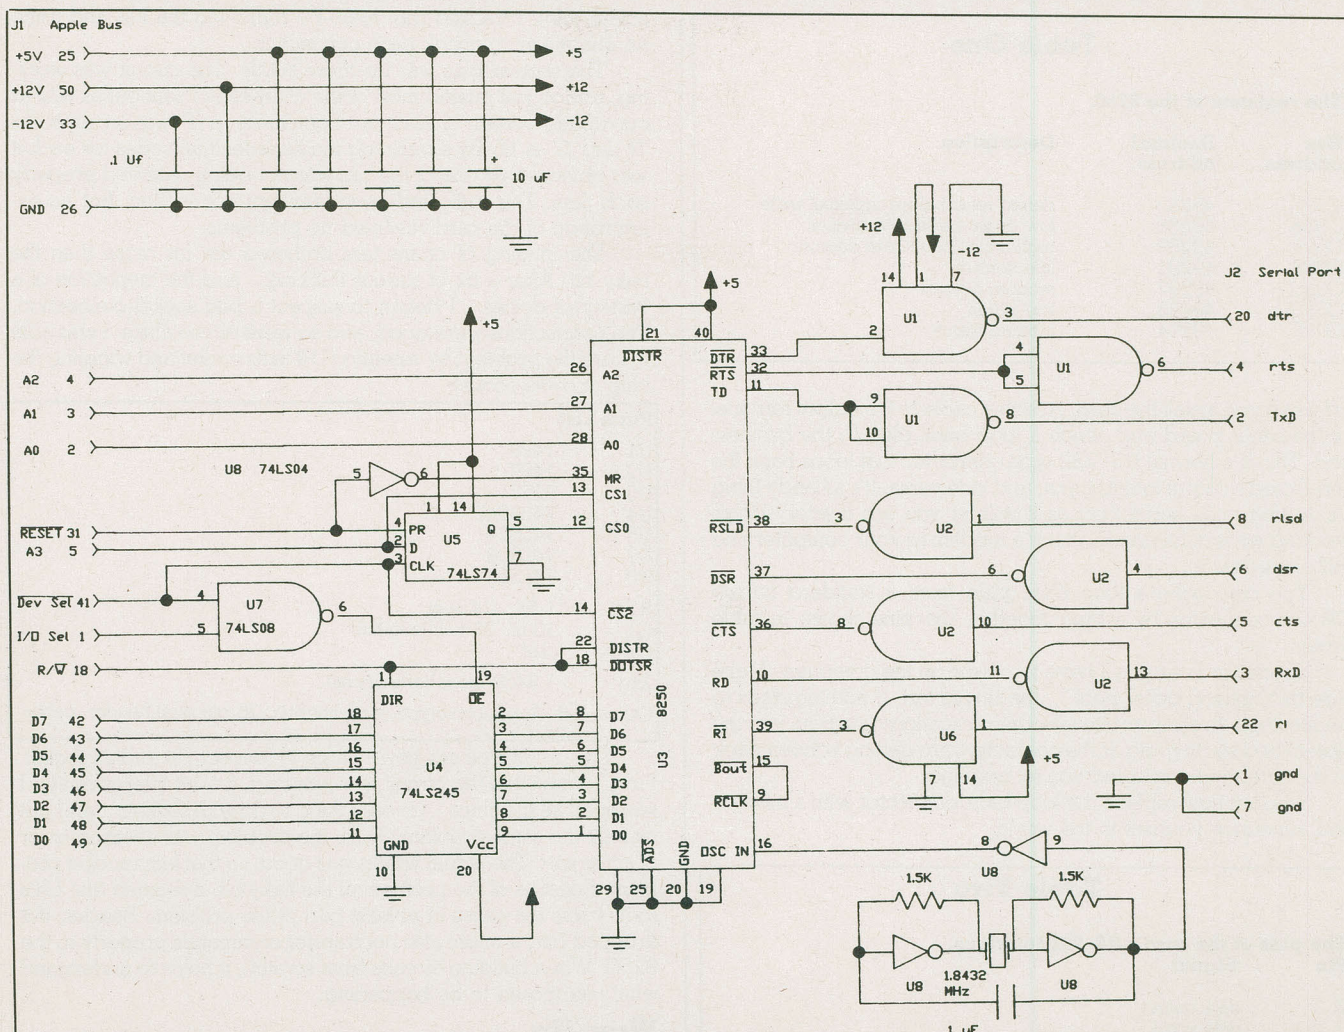 J1 Apple Bus
+5V 25
+5
+12V 50
+12
-12V 33
-12
.1 Uf
+
10 uF
GND 26
+12
-12
14 1 7
2
U1
3
J2 Serial Port
20 dtr
+5
+5
21 40
DISTR
DTR 33
RTS 32
TD 11
4
5
U1
6
4 rts
9
10
U1
8
2 TxD
A2 4
26 A2
A1 3
27 A1
A0 2
28 A0
U8 74LS04
5 6
35 MR
13 CS1
1 14
RESET 31
4 PR
Q 5
12 CS0
A3 5
2 D
U5
3 CLK
7
74LS74
RSLD 38
3
U2
1
8 rlsd
DSR 37
6
U2
4
6 dsr
Dev Sel 41
4
U7
74LS08
6
14 CS2
I/O Sel 1
5
CTS 36
8
U2
10
5 cts
22 DISTR
18 DOTSR
R/W 18
1
19
RD 10
11
U2
13
3 RxD
DIR
OE
8250
U3
RI 39
3
U6
1
22 ri
7 14
+5
D7 42
18
2
8 D7
D6 43
17
3
7 D6
D5 44
16
4
6 D5
D4 45
15
5
5 D4
D3 46
14
6
4 D3
D2 47
13
7
3 D2
D1 48
12
8
2 D1
D0 49
11
9
1 D0
U4
74LS245
GND
Vcc
10
20
Bout 15
RCLK 9
1 gnd
7 gnd
ADS
GND
OSC IN 16
8 9
U8
29 25 20 19
1.5K
1.5K
U8
1.8432
MHz
U8